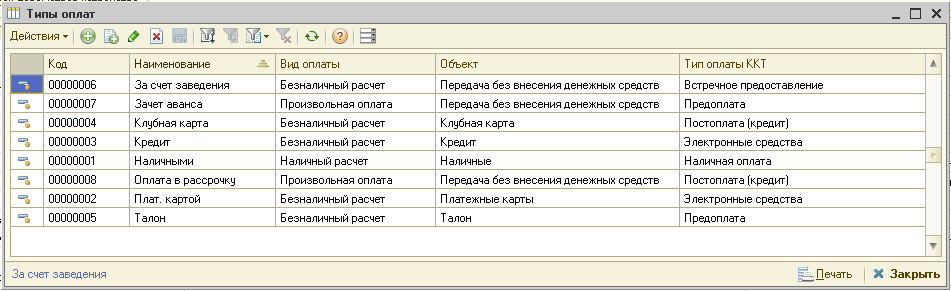 Типы оплат
Действия
Код Наименование Вид оплаты Объект Тип оплаты ККТ
00000006 За счет заведения Безналичный расчет Передача без внесения денежных средств Встречное предоставление
00000007 Зачет аванса Произвольная оплата Передача без внесения денежных средств Предоплата
00000004 Клубная карта Безналичный расчет Клубная карта Постоплата (кредит)
00000003 Кредит Безналичный расчет Кредит Электронные средства
00000001 Наличными Наличный расчет Наличные Наличная оплата
00000008 Оплата в рассрочку Произвольная оплата Передача без внесения денежных средств Постоплата (кредит)
00000002 Плат. картой Безналичный расчет Платежные карты Электронные средства
00000005 Талон Безналичный расчет Талон Предоплата
За счет заведения Печать Закрыть